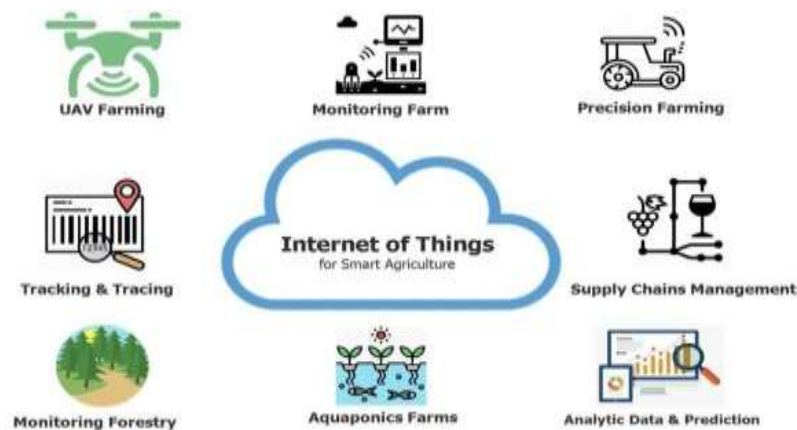 UAV Farming
Monitoring Farm
Precision Farming
Internet of Things
for Smart Agriculture
Tracking & Tracing
Supply Chains Management
Monitoring Forestry
Aquaponics Farms
Analytic Data & Prediction